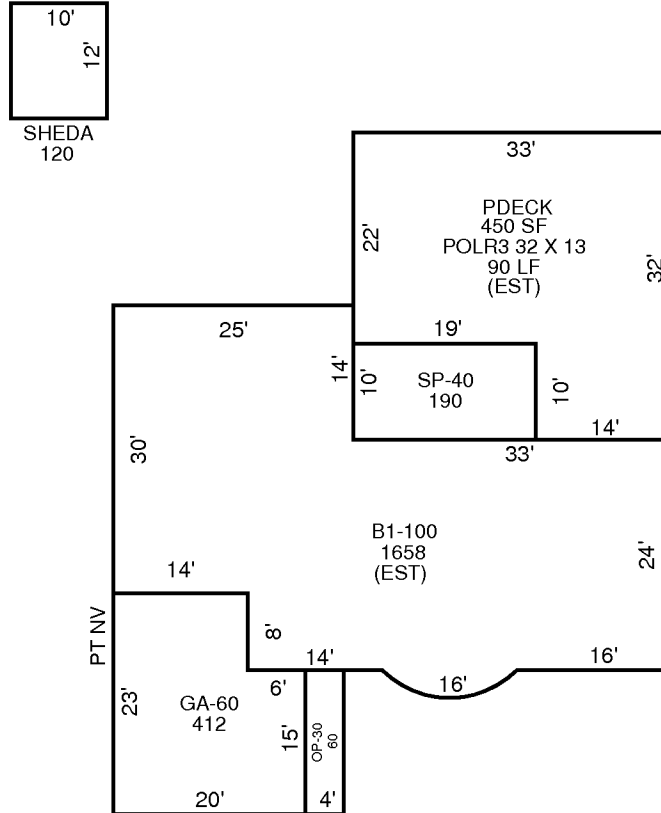 10'
12'
SHEDA
120
33'
PDECK
450 SF
POLR3 32 X 13
90 LF
(EST)
22'
32'
25'
19'
14'
10'
SP-40
190
10'
14'
33'
30'
B1-100
1658
(EST)
24'
14'
PT NV
8'
14'
16'
16'
6'
23'
GA-60
412
15'
OP-30
60
20'
4'